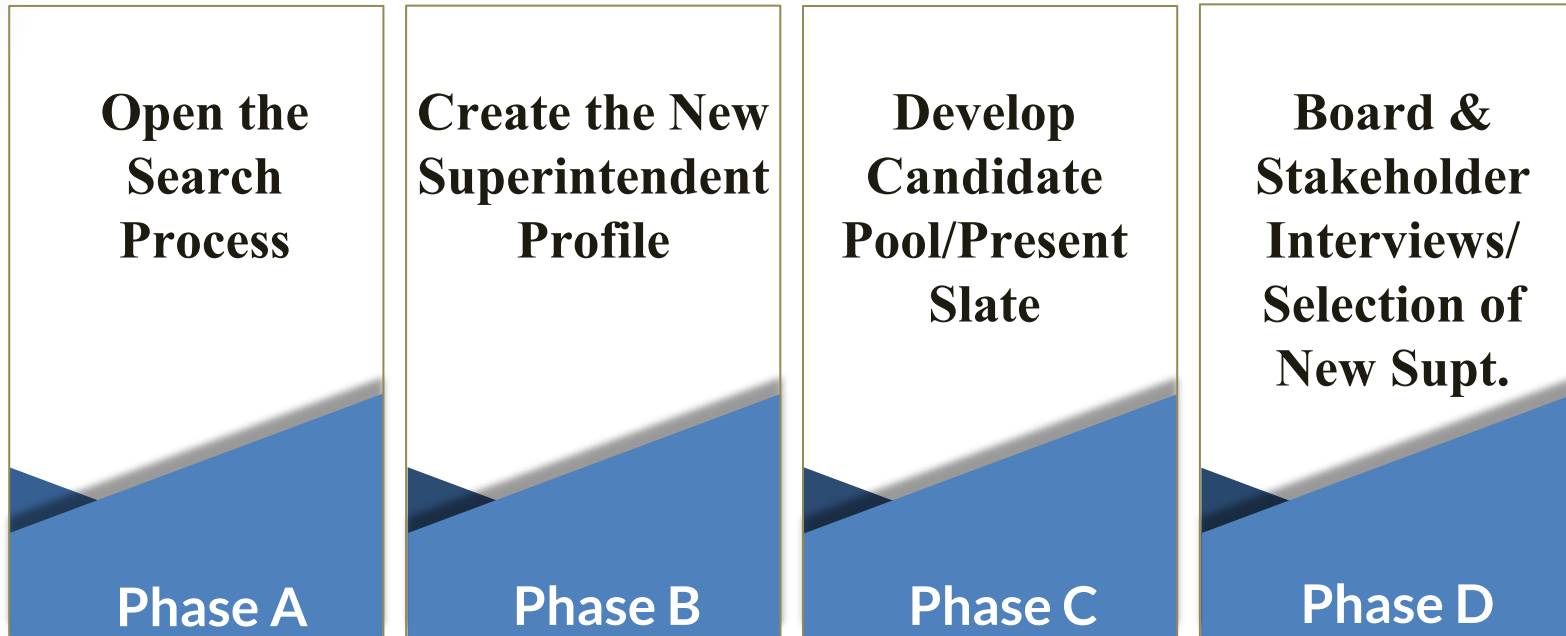 Open the
Search
Process
Phase A
Create the New
Superintendent
Profile
Phase B
Develop
Candidate
Pool/Present
Slate
Phase C
Board &
Stakeholder
Interviews/
Selection of
New Supt.
Phase D